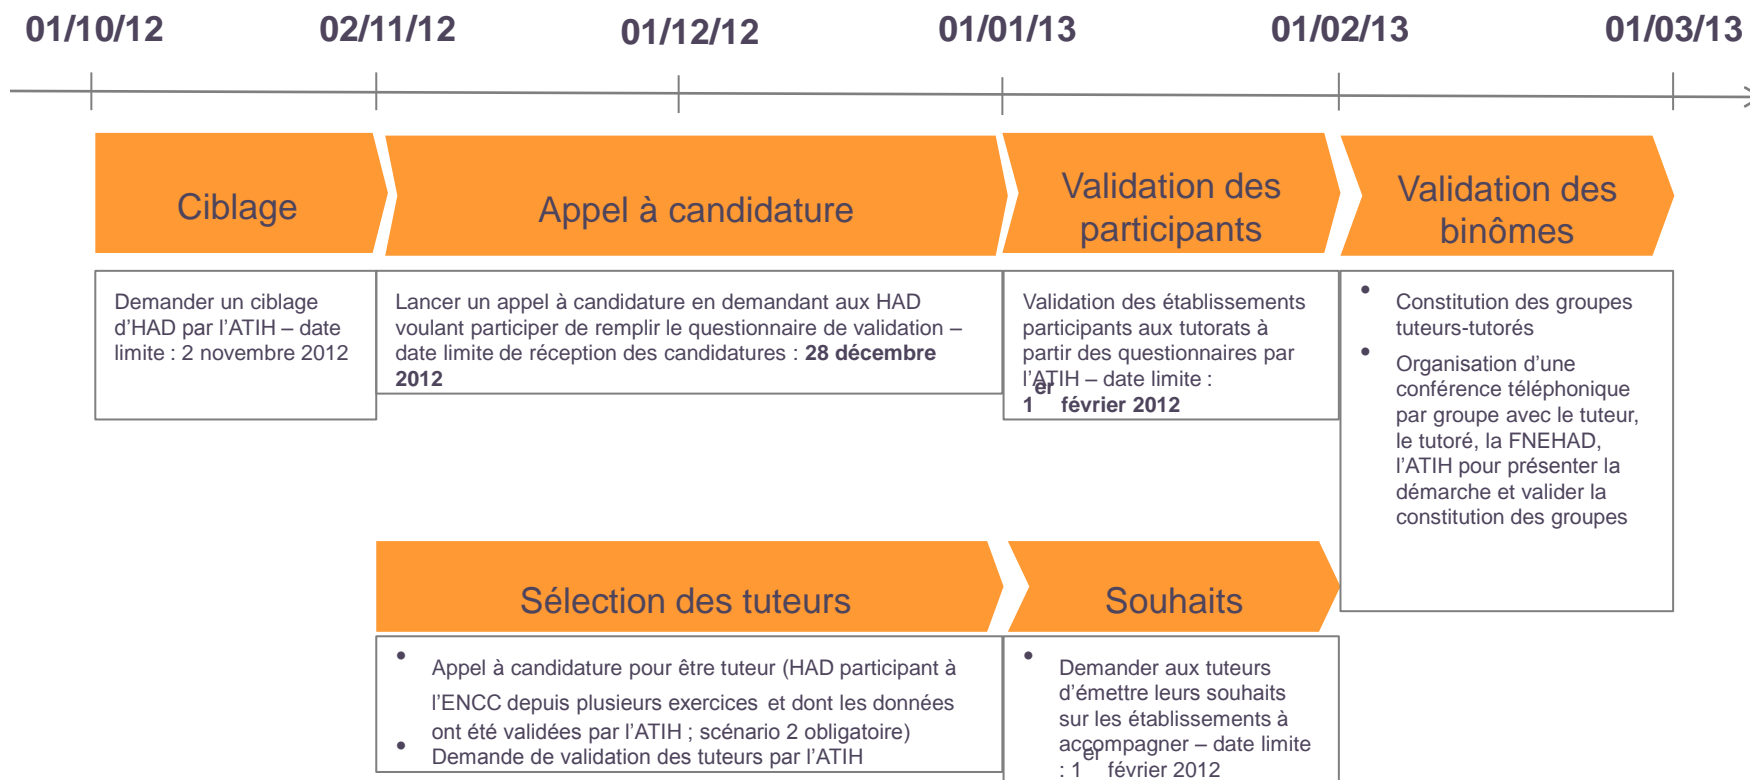 01/10/12 02/11/12 01/12/12 01/01/13 01/02/13 01/03/13
Ciblage
Appel à candidature
Validation des
participants
Validation des
binômes
Demander un ciblage
d’HAD par l’ATIH – date
limite : 2 novembre 2012
Lancer un appel à candidature en demandant aux HAD
voulant participer de remplir le questionnaire de validation –
date limite de réception des candidatures : 28 décembre
2012
Validation des établissements
participants aux tutorats à
partir des questionnaires par
l’ATIH – date limite :
1er février 2012
• Constitution des groupes
tuteurs-tutorés
• Organisation d’une
conférence téléphonique
par groupe avec le tuteur,
le tutoré, la FNEHAD,
l’ATIH pour présenter la
démarche et valider la
constitution des groupes
Sélection des tuteurs
Souhaits
• Appel à candidature pour être tuteur (HAD participant à
l’ENCC depuis plusieurs exercices et dont les données
ont été validées par l’ATIH ; scénario 2 obligatoire)
• Demande de validation des tuteurs par l’ATIH
• Demander aux tuteurs
d’émettre leurs souhaits
sur les établissements à
accompagner – date limite
: 1er février 2012